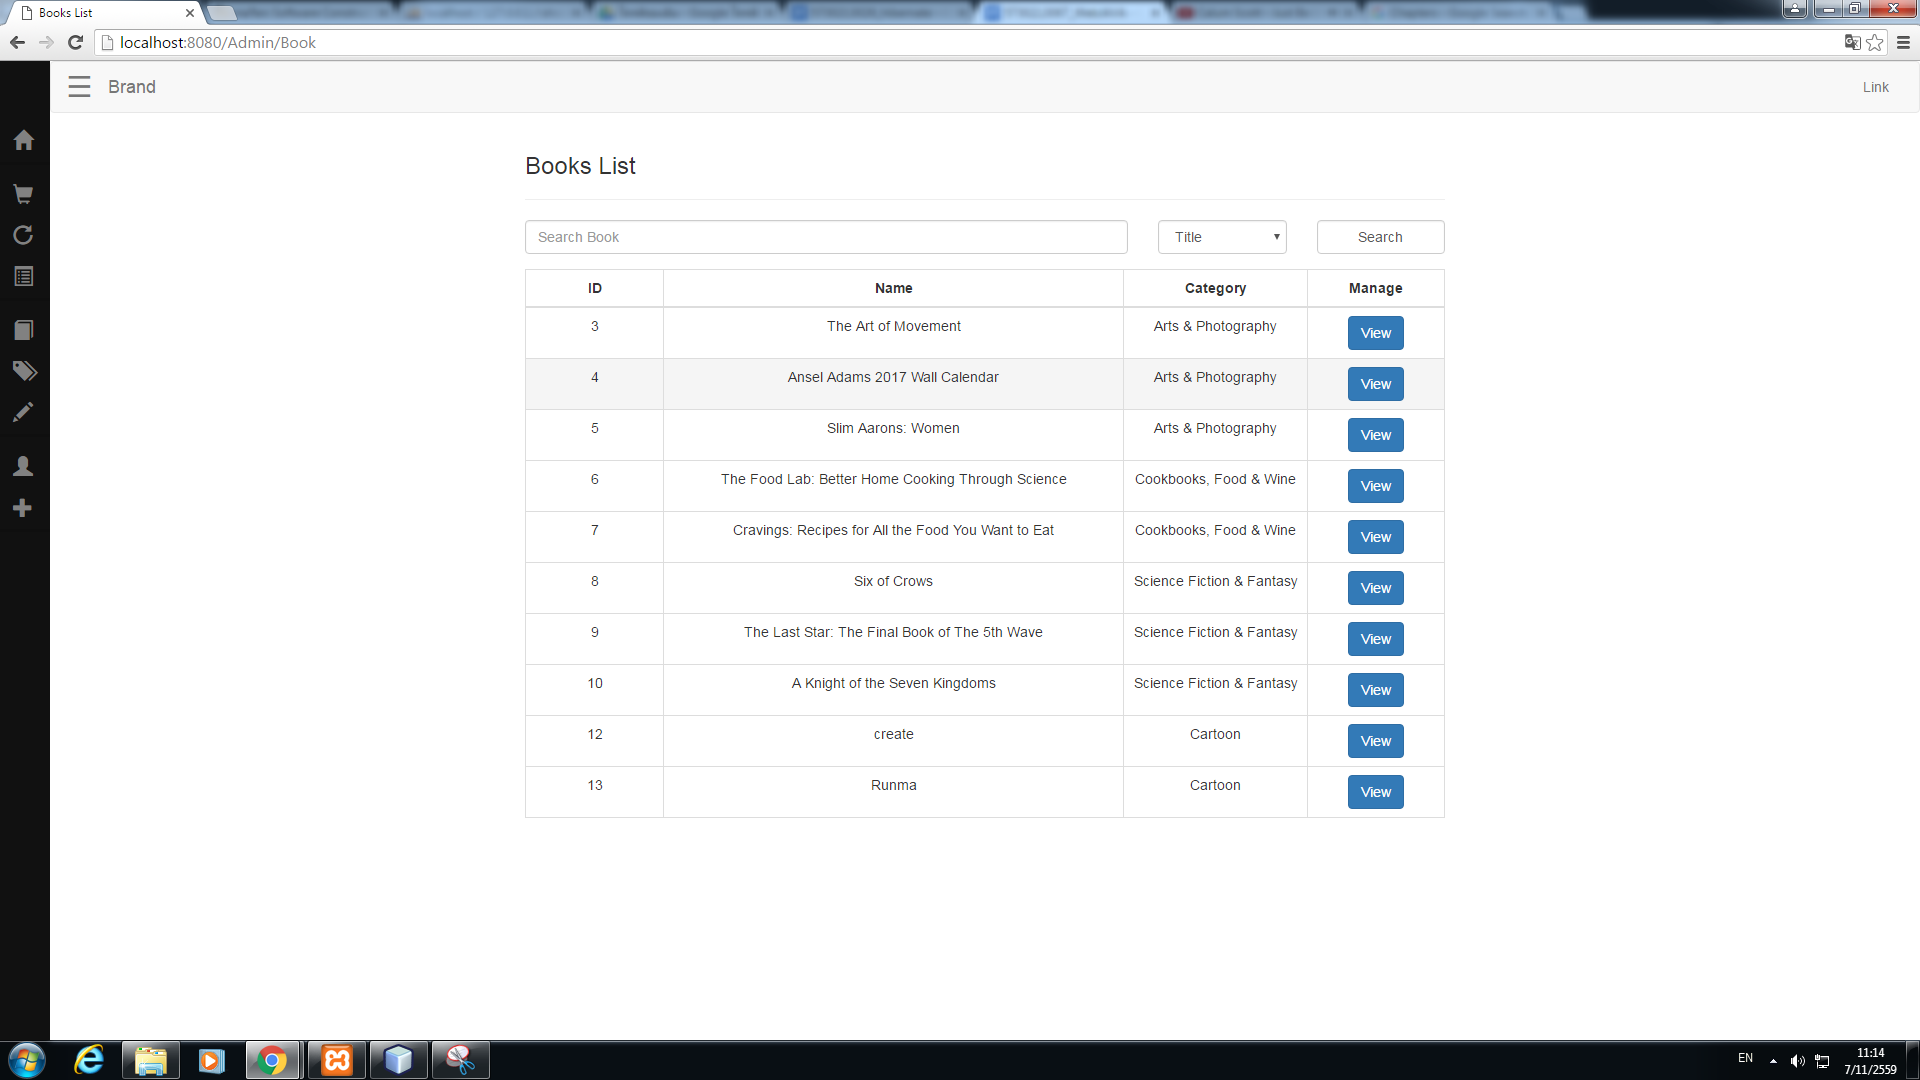 Books List
localhost:8080/Admin/Book
Brand
Link
Books List
Search Book
Title
Search
ID Name Category Manage
3 The Art of Movement Arts & Photography View
4 Ansel Adams 2017 Wall Calendar Arts & Photography View
5 Slim Aarons: Women Arts & Photography View
6 The Food Lab: Better Home Cooking Through Science Cookbooks, Food & Wine View
7 Cravings: Recipes for All the Food You Want to Eat Cookbooks, Food & Wine View
8 Six of Crows Science Fiction & Fantasy View
9 The Last Star: The Final Book of The 5th Wave Science Fiction & Fantasy View
10 A Knight of the Seven Kingdoms Science Fiction & Fantasy View
12 create Cartoon View
13 Runma Cartoon View
EN
11:14
7/11/2559